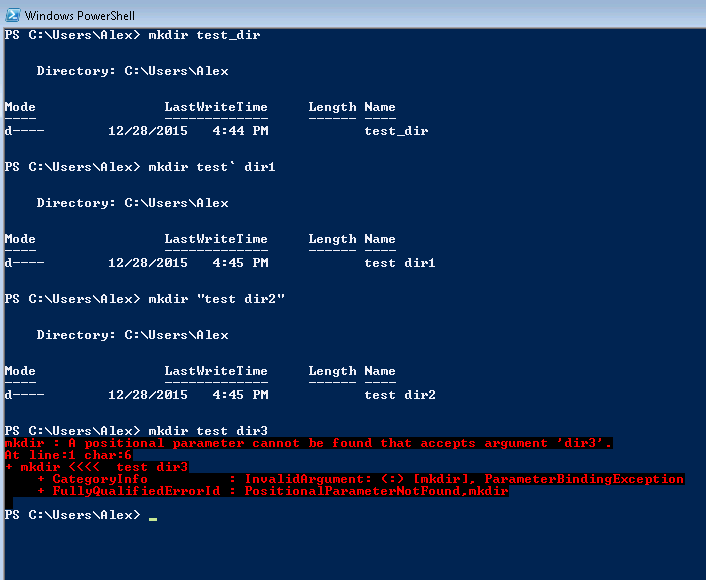 Windows PowerShell
PS C:\Users\Alex> mkdir test_dir
Directory: C:\Users\Alex
Mode LastWriteTime Length Name
---- ------------- ------ ----
d---- 12/28/2015 4:44 PM test_dir
PS C:\Users\Alex> mkdir test` dir1
Directory: C:\Users\Alex
Mode LastWriteTime Length Name
---- ------------- ------ ----
d---- 12/28/2015 4:45 PM test dir1
PS C:\Users\Alex> mkdir "test dir2"
Directory: C:\Users\Alex
Mode LastWriteTime Length Name
---- ------------- ------ ----
d---- 12/28/2015 4:45 PM test dir2
PS C:\Users\Alex> mkdir test dir3
mkdir : A positional parameter cannot be found that accepts argument 'dir3'.
At line:1 char:6
+ mkdir <<<< test dir3
+ CategoryInfo : InvalidArgument: (:) [mkdir], ParameterBindingException
+ FullyQualifiedErrorId : PositionalParameterNotFound,mkdir
PS C:\Users\Alex> _